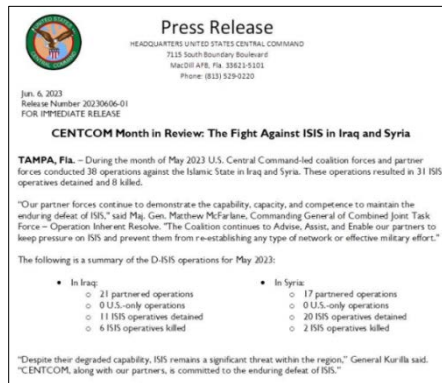 Press Release
HEADQUARTERS UNITED STATES CENTRAL COMMAND
7115 South Boundary Boulevard
MacDill AFB, Fla. 33621-5101
Phone: (813) 529-0220
Jun. 6, 2023
Release Number 20230606-01
FOR IMMEDIATE RELEASE
CENTCOM Month in Review: The Fight Against ISIS in Iraq and Syria
TAMPA, Fla. – During the month of May 2023 U.S. Central Command-led coalition forces and partner
forces conducted 38 operations against the Islamic State in Iraq and Syria. These operations resulted in 31 ISIS
operatives detained and 8 killed.
“Our partner forces continue to demonstrate the capability, capacity, and competence to maintain the
enduring defeat of ISIS,” said Maj. Gen. Matthew McFarlane, Commanding General of Combined Joint Task
Force – Operation Inherent Resolve. “The Coalition continues to Advise, Assist, and Enable our partners to
keep pressure on ISIS and prevent them from re-establishing any type of network or effective military effort.”
The following is a summary of the D-ISIS operations for May 2023:
• In Iraq:
o 21 partnered operations
o 0 U.S.-only operations
o 11 ISIS operatives detained
o 6 ISIS operatives killed
• In Syria:
o 17 partnered operations
o 0 U.S.-only operations
o 20 ISIS operatives detained
o 2 ISIS operatives killed
“Despite their degraded capability, ISIS remains a significant threat within the region,” General Kurilla said.
“CENTCOM, along with our partners, is committed to the enduring defeat of ISIS.”